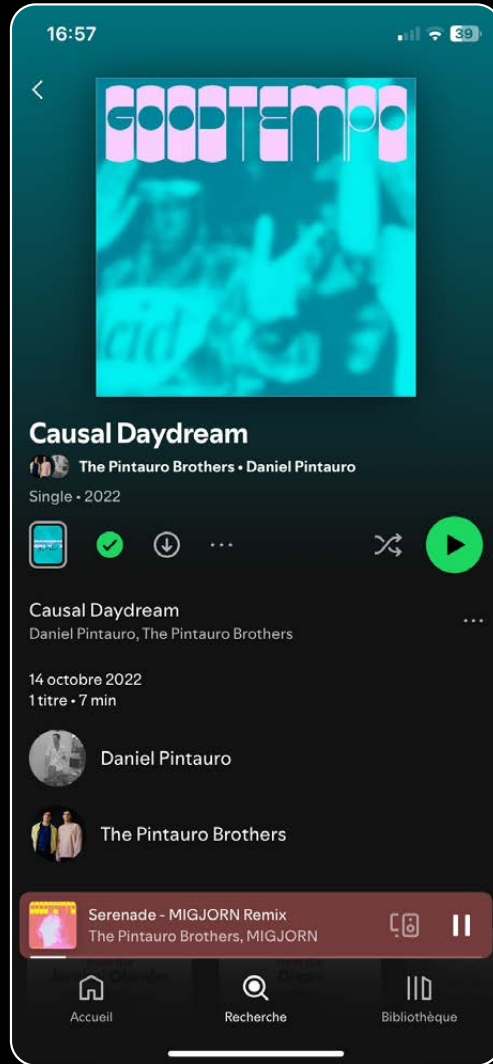 16:57
39
GOODTEMPO
cid
Causal Daydream
The Pintauro Brothers • Daniel Pintauro
Single • 2022
Causal Daydream
Daniel Pintauro, The Pintauro Brothers
14 octobre 2022
1 titre • 7 min
Daniel Pintauro
The Pintauro Brothers
Serenade - MIGJORN Remix
The Pintauro Brothers, MIGJORN
Accueil
Recherche
Bibliothèque